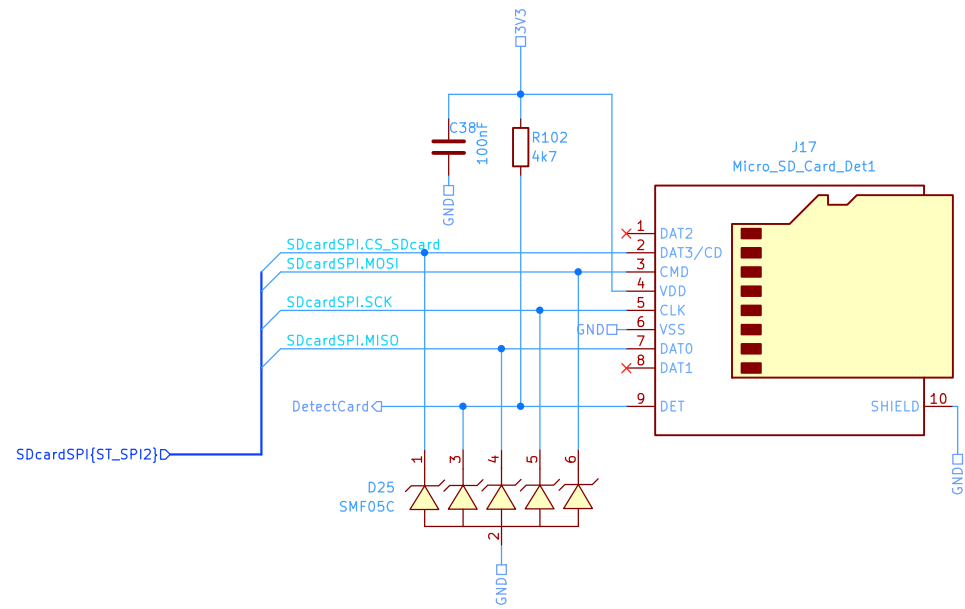 3V3
C38
100nF
R102
4k7
GND
J17
Micro_SD_Card_Det1
SDcardSPI.CS_SDcard
SDcardSPI.MOSI
SDcardSPI.SCK
SDcardSPI.MISO
1 DAT2
2 DAT3/CD
3 CMD
4 VDD
5 CLK
GND 6 VSS
7 DAT0
8 DAT1
DetectCard 9 DET
SHIELD 10
GND
SDcardSPI{ST_SPI2}
1 3 4 5 6
D25
SMF05C
2
GND